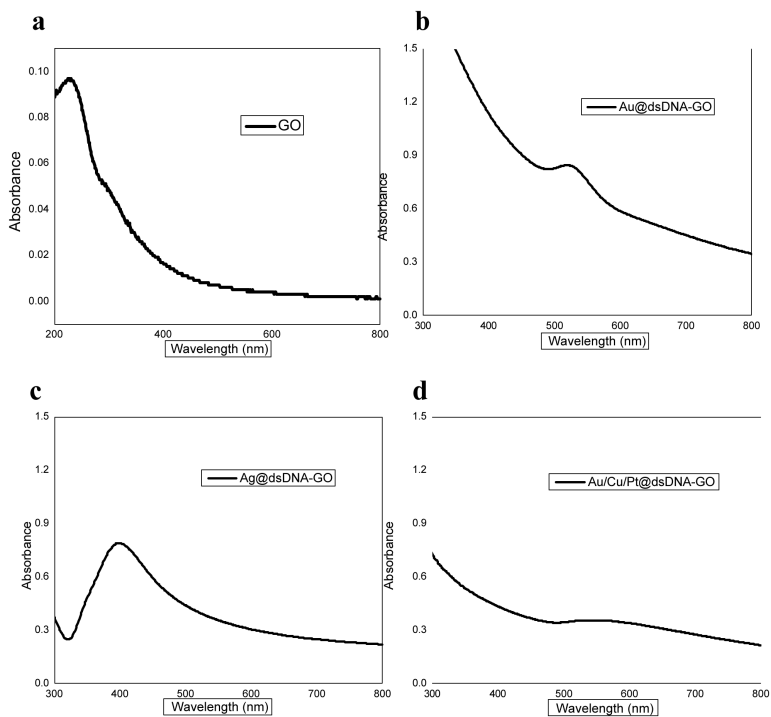 a
0.10
0.08
0.06
0.04
0.02
0.00
Absorbance
GO
200
400
600
800
Wavelength (nm)
b
1.5
1.2
0.9
0.6
0.3
0.0
Absorbance
Au@dsDNA-GO
300
400
500
600
700
800
Wavelength (nm)
c
1.5
1.2
0.9
0.6
0.3
0.0
Absorbance
Ag@dsDNA-GO
300
400
500
600
700
800
Wavelength (nm)
d
1.5
1.2
0.9
0.6
0.3
0.0
Absorbance
Au/Cu/Pt@dsDNA-GO
300
400
500
600
700
800
Wavelength (nm)